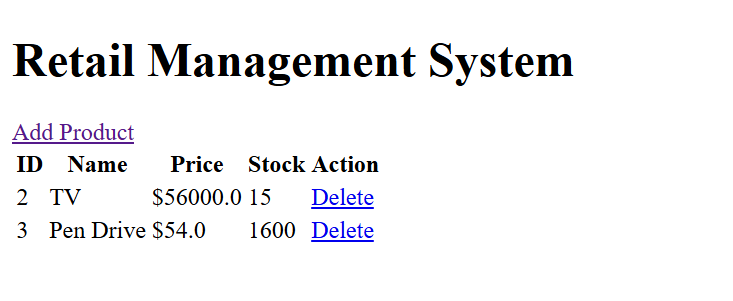 Retail Management System
Add Product
ID Name Price Stock Action
2 TV $56000.0 15 Delete
3 Pen Drive $54.0 1600 Delete